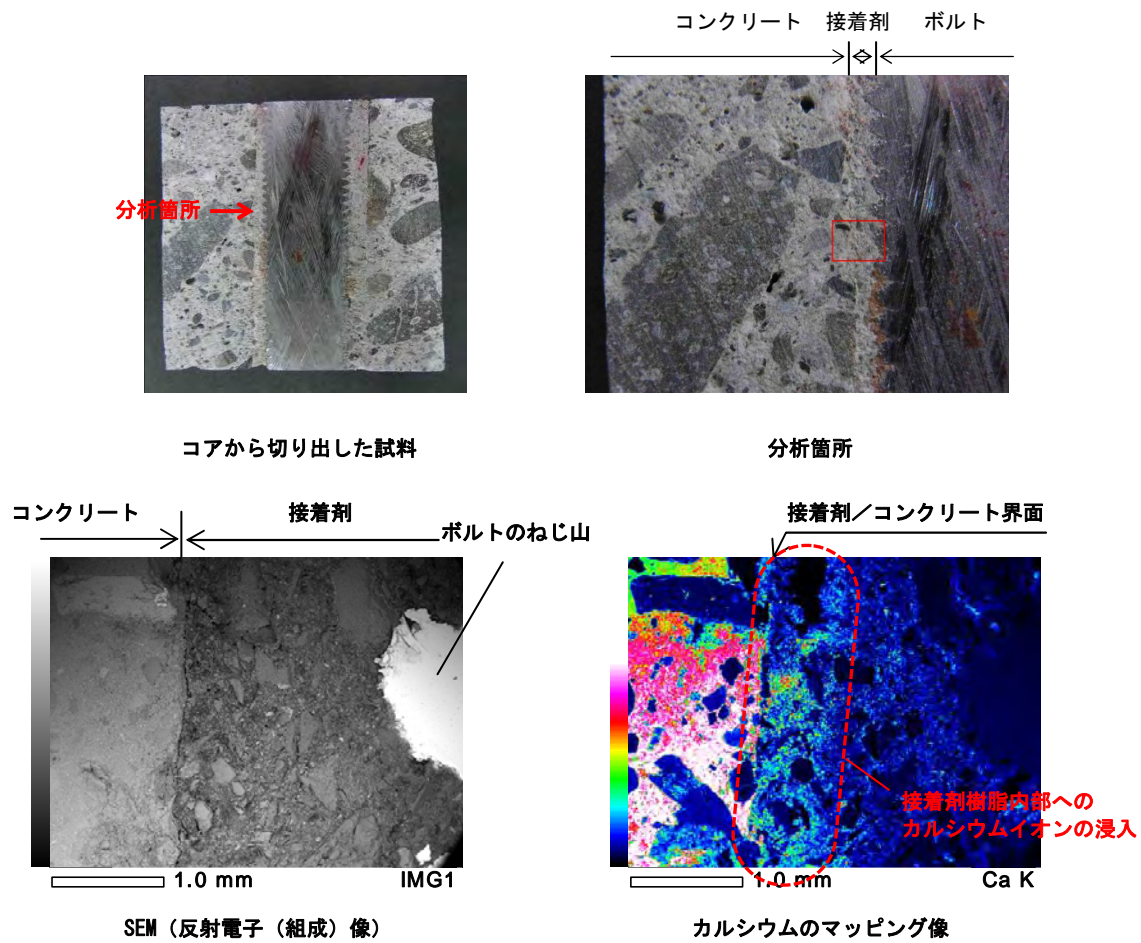 コンクリート 接着剤 ボルト
分析箇所
コアから切り出した試料
分析箇所
コンクリート 接着剤
ボルトのねじ山
接着剤／コンクリート界面
接着剤樹脂内部への
カルシウムイオンの浸入
1.0 mm IMG1
1.0 mm Ca K
SEM（反射電子（組成）像）
カルシウムのマッピング像